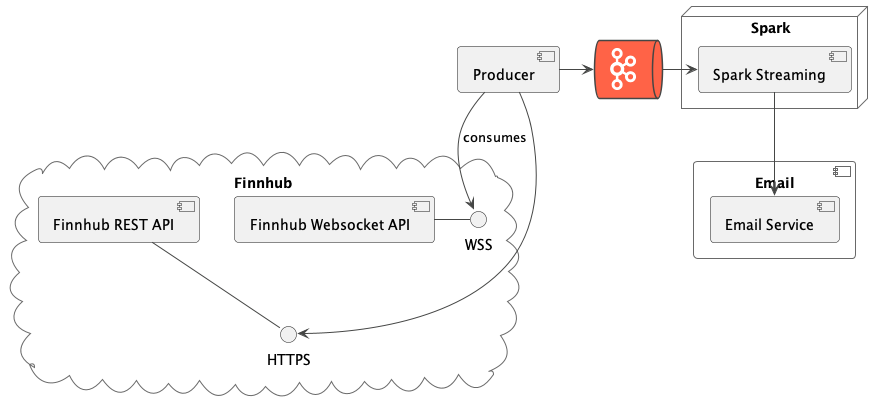 Spark
Producer
Spark Streaming
consumes
Finnhub
Email
Finnhub REST API
Finnhub Websocket API
Email Service
WSS
HTTPS